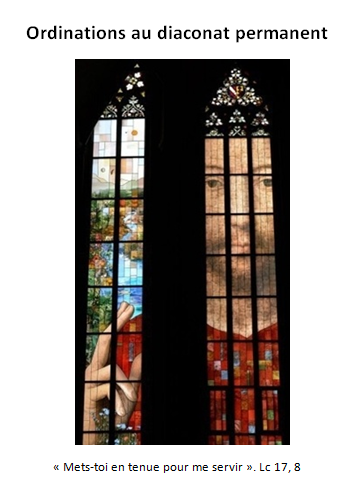 Ordinations au diaconat permanent
« Mets-toi en tenue pour me servir ». Lc 17, 8